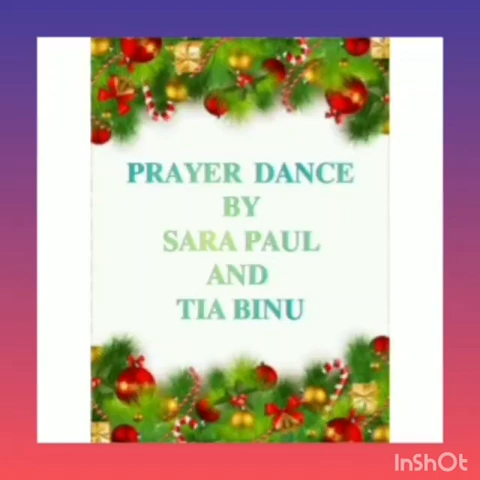 PRAYER DANCE
BY
SARA PAUL
AND
TIA BINU
InShOt